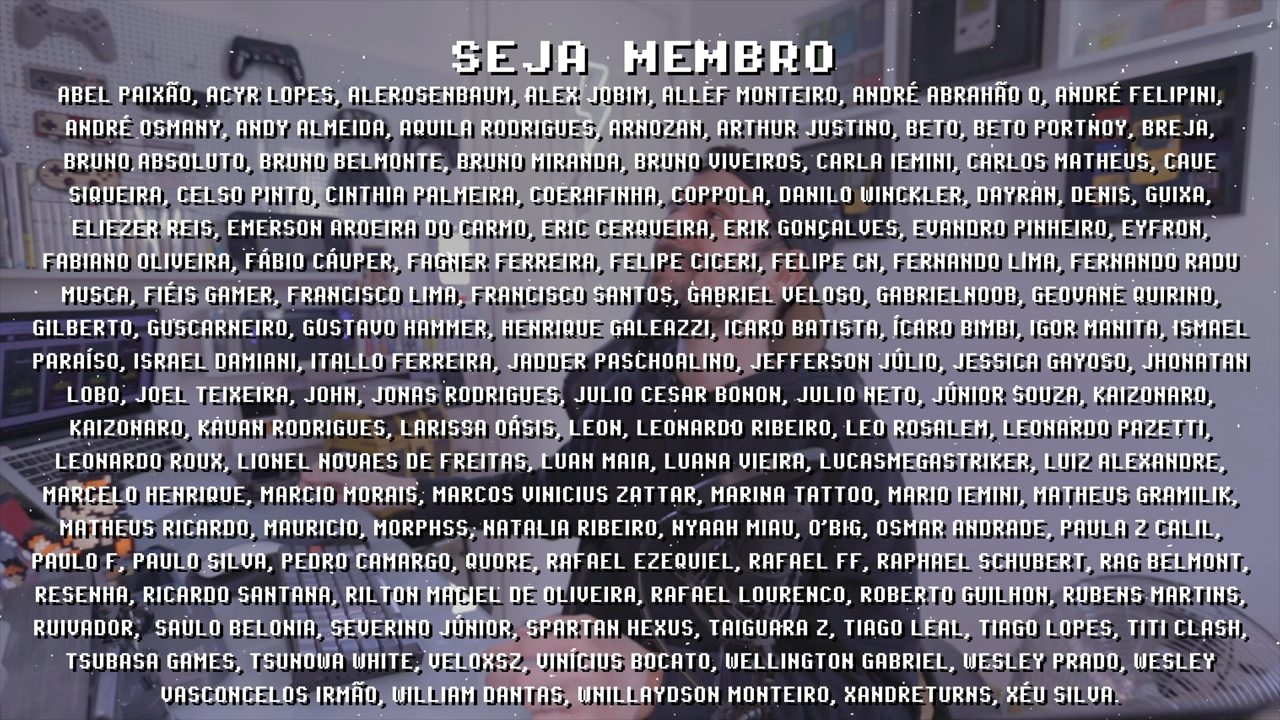 SEJA MEMBRO
ABEL PAIXÃO, ACYR LOPES, ALEROSENBAUM, ALEX JOBIM, ALLEF MONTEIRO, ANDRÉ ABRAHÃO O, ANDRÉ FELIPINI,
ANDRÉ OSMANY, ANDY ALMEIDA, AQUILA RODRIGUES, ARNOZAN, ARTHUR JUSTINO, BETO, BETO PORTNOY, BREJA,
BRUNO ABSOLUTO, BRUNO BELMONTE, BRUNO MIRANDA, BRUNO VIVEIROS, CARLA IEMINI, CARLOS MATHEUS, CAUE
SIQUEIRA, CELSO PINTO, CINTHIA PALMEIRA, COERAFINHA, COPPOLA, DANILO WINCKLER, DAYRAN, DENIS, GUIXA,
ELIEZER REIS, EMERSON AROEIRA DO CARMO, ERIC CERQUEIRA, ERIK GONÇALVES, EVANDRO PINHEIRO, EYFRON,
FABIANO OLIVEIRA, FÁBIO CÁUPER, FAGNER FERREIRA, FELIPE CICERI, FELIPE CN, FERNANDO LIMA, FERNANDO RADU
MUSCA, FIÉIS GAMER, FRANCISCO LIMA, FRANCISCO SANTOS, GABRIEL VELOSO, GABRIELNOOB, GEOVANE QUIRINO,
GILBERTO, GUSCARNEIRO, GUSTAVO HAMMER, HENRIQUE GALEAZZI, ICARO BATISTA, ÍCARO BIMBI, IGOR MANITA, ISMAEL
PARAÍSO, ISRAEL DAMIANI, ITALLO FERREIRA, JADDER PASCHOALINO, JEFFERSON JÚLIO, JESSICA GAYOSO, JHONATAN
LOBO, JOEL TEIXEIRA, JOHN, JONAS RODRIGUES, JULIO CESAR BONON, JULIO NETO, JÚNIOR SOUZA, KAIZONARO,
KAIZONARO, KAUAN RODRIGUES, LARISSA OÁSIS, LEON, LEONARDO RIBEIRO, LEO ROSALEM, LEONARDO PAZETTI,
LEONARDO ROUX, LIONEL NOVAES DE FREITAS, LUAN MAIA, LUANA VIEIRA, LUCASMEGASTRIKER, LUIZ ALEXANDRE,
MARCELO HENRIQUE, MARCIO MORAIS, MARCOS VINICIUS ZATTAR, MARINA TATTOO, MARIO IEMINI, MATHEUS GRAMILIK,
MATHEUS RICARDO, MAURICIO, MORPHSS, NATALIA RIBEIRO, NYAAH MIAU, O'BIG, OSMAR ANDRADE, PAULA Z CALIL,
PAULO F, PAULO SILVA, PEDRO CAMARGO, QUORE, RAFAEL EZEQUIEL, RAFAEL FF, RAPHAEL SCHUBERT, RAG BELMONT,
RESENHA, RICARDO SANTANA, RILTON MACIEL DE OLIVEIRA, RAFAEL LOURENCO, ROBERTO GUILHON, RUBENS MARTINS,
RUIVADOR, SAULO BELONIA, SEVERINO JÚNIOR, SPARTAN HEXUS, TAIGUARA Z, TIAGO LEAL, TIAGO LOPES, TITI CLASH,
TSUBASA GAMES, TSUNOWA WHITE, VELOXSZ, VINÍCIUS BOCATO, WELLINGTON GABRIEL, WESLEY PRADO, WESLEY
VASCONCELOS IRMÃO, WILLIAM DANTAS, WNILLAYDSON MONTEIRO, XANDRETURNS, XÉU SILVA.